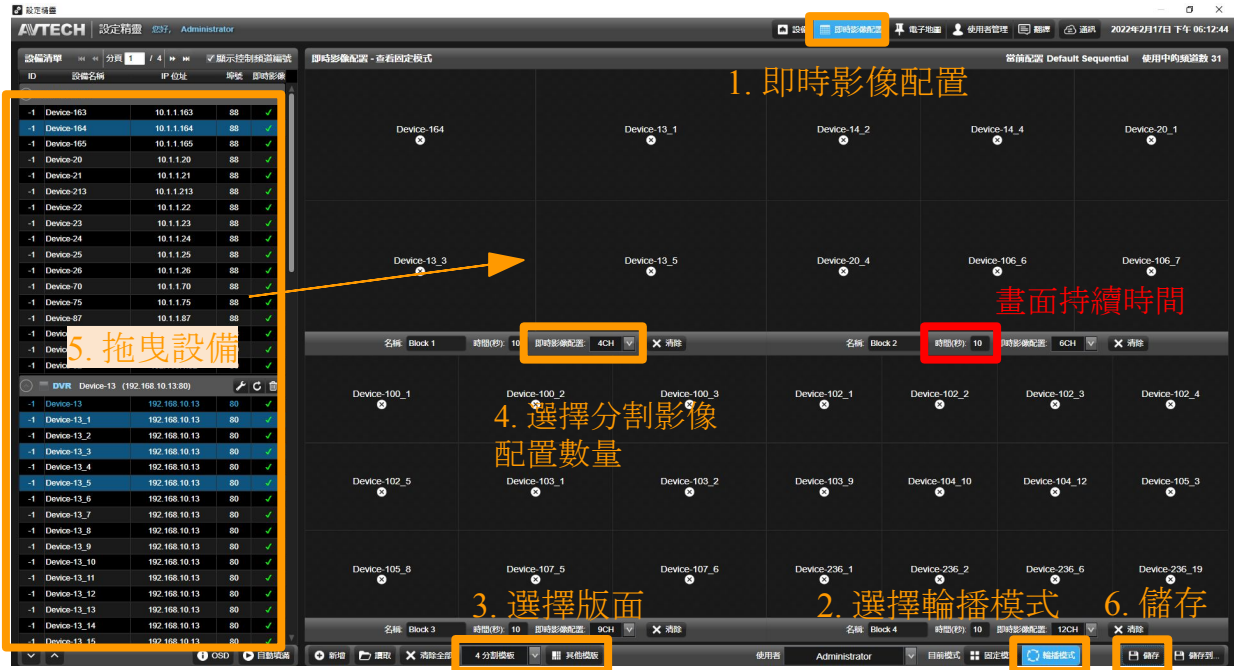 設定精靈
AVTECH 設定精靈 您好, Administrator
即時影像配置 電子地圖 使用者管理 翻譯 通訊 2022年2月17日 下午 06:12:44
設備清單 分頁 1 / 4 顯示控制頻道編號
即時影像配置 - 查看固定模式 當前配置 Default Sequential 使用中的頻道數 31
ID 設備名稱 IP 位址 埠號 即時影像
1. 即時影像配置
-1 Device-163 10.1.1.163 88
-1 Device-164 10.1.1.164 88
-1 Device-165 10.1.1.165 88
-1 Device-20 10.1.1.20 88
-1 Device-21 10.1.1.21 88
-1 Device-213 10.1.1.213 88
-1 Device-22 10.1.1.22 88
-1 Device-23 10.1.1.23 88
-1 Device-24 10.1.1.24 88
-1 Device-25 10.1.1.25 88
-1 Device-26 10.1.1.26 88
-1 Device-70 10.1.1.70 88
-1 Device-75 10.1.1.75 88
-1 Device-87 10.1.1.87 88
5. 拖曳設備
DVR Device-13 (192.168.10.13:80)
-1 Device-13 192.168.10.13 80
-1 Device-13_1 192.168.10.13 80
-1 Device-13_2 192.168.10.13 80
-1 Device-13_3 192.168.10.13 80
-1 Device-13_4 192.168.10.13 80
-1 Device-13_5 192.168.10.13 80
-1 Device-13_6 192.168.10.13 80
-1 Device-13_7 192.168.10.13 80
-1 Device-13_8 192.168.10.13 80
-1 Device-13_9 192.168.10.13 80
-1 Device-13_10 192.168.10.13 80
-1 Device-13_11 192.168.10.13 80
-1 Device-13_12 192.168.10.13 80
-1 Device-13_13 192.168.10.13 80
-1 Device-13_14 192.168.10.13 80
-1 Device-13_15 192.168.10.13 80
OSD 自動填滿
Device-164 Device-13_1 Device-14_2 Device-14_4 Device-20_1
Device-13_3 Device-13_5 Device-20_4 Device-106_6 Device-106_7
畫面持續時間
名稱: Block 1 時間(秒): 10 即時影像配置: 4CH 清除
名稱: Block 2 時間(秒): 10 即時影像配置: 6CH 清除
Device-100_1 Device-100_2 Device-100_3 Device-102_1 Device-102_2 Device-102_3 Device-102_4
4. 選擇分割影像
配置數量
Device-102_5 Device-103_1 Device-103_2 Device-103_9 Device-104_10 Device-104_12 Device-105_3
Device-105_8 Device-107_5 Device-107_6 Device-236_1 Device-236_2 Device-236_6 Device-236_19
3. 選擇版面 2. 選擇輪播模式 6. 儲存
名稱: Block 3 時間(秒): 10 即時影像配置: 9CH 清除
名稱: Block 4 時間(秒): 10 即時影像配置: 12CH 清除
新增 讀取 清除全部 4 分割模板 其他模版 使用者 Administrator 目前模式 固定模 輪播模式 儲存 儲存到...